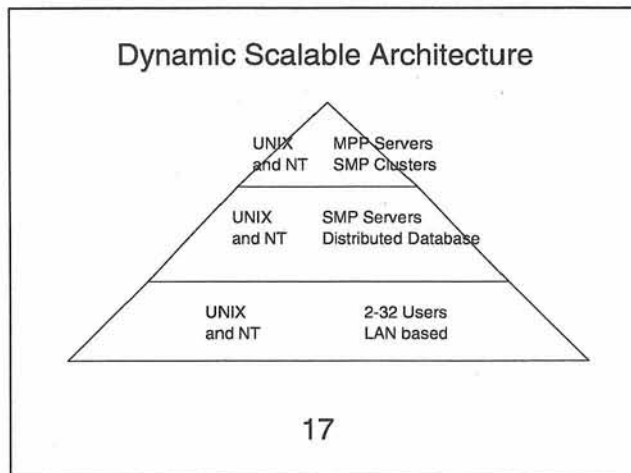 Dynamic Scalable Architecture
UNIX MPP Servers
and NT SMP Clusters
UNIX SMP Servers
and NT Distributed Database
UNIX 2-32 Users
and NT LAN based
17